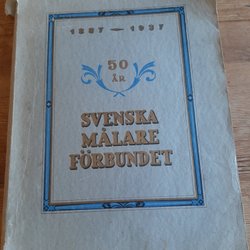 1887 — 1937
50
ÅR
SVENSKA
MÅLARE
FÖRBUNDET